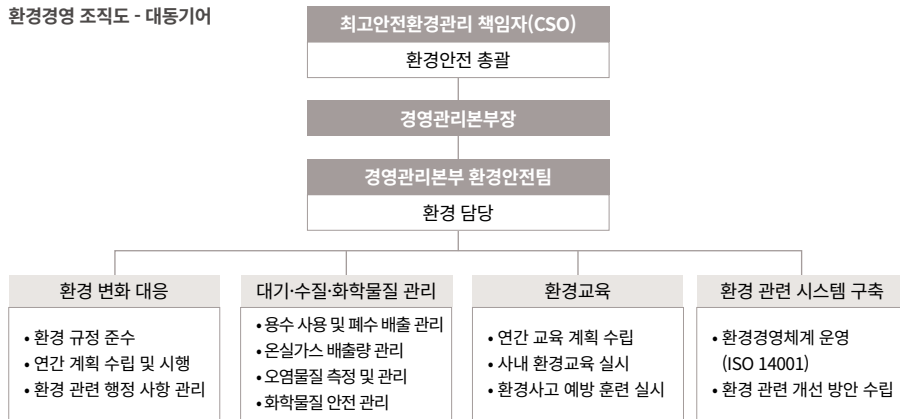 환경경영 조직도 - 대동기어
최고안전환경관리 책임자(CSO)
환경안전 총괄
경영관리본부장
경영관리본부 환경안전팀
환경 담당
환경 변화 대응
• 환경 규정 준수
• 연간 계획 수립 및 시행
• 환경 관련 행정 사항 관리
대기·수질·화학물질 관리
• 용수 사용 및 폐수 배출 관리
• 온실가스 배출량 관리
• 오염물질 측정 및 관리
• 화학물질 안전 관리
환경교육
• 연간 교육 계획 수립
• 사내 환경교육 실시
• 환경사고 예방 훈련 실시
환경 관련 시스템 구축
• 환경경영체계 운영
(ISO 14001)
• 환경 관련 개선 방안 수립